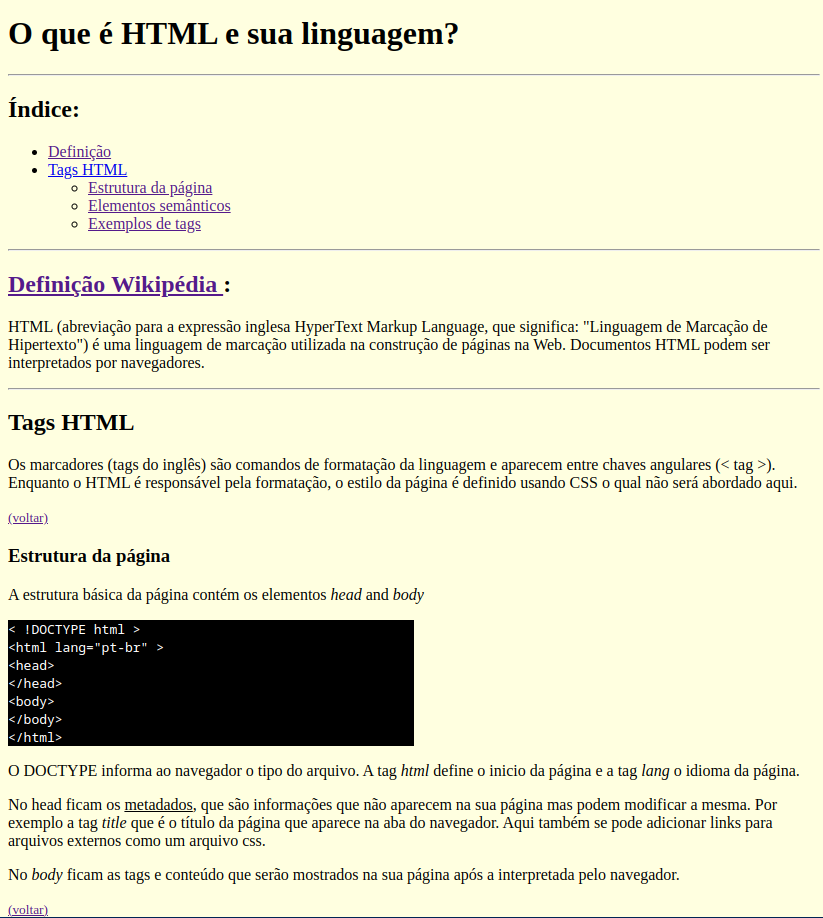 O que é HTML e sua linguagem?
Índice:
Definição
Tags HTML
Estrutura da página
Elementos semânticos
Exemplos de tags
Definição Wikipédia :
HTML (abreviação para a expressão inglesa HyperText Markup Language, que significa: "Linguagem de Marcação de
Hipertexto") é uma linguagem de marcação utilizada na construção de páginas na Web. Documentos HTML podem ser
interpretados por navegadores.
Tags HTML
Os marcadores (tags do inglês) são comandos de formatação da linguagem e aparecem entre chaves angulares (< tag >).
Enquanto o HTML é responsável pela formatação, o estilo da página é definido usando CSS o qual não será abordado aqui.
(voltar)
Estrutura da página
A estrutura básica da página contém os elementos head and body
< !DOCTYPE html >
<html lang="pt-br" >
<head>
</head>
<body>
</body>
</html>
O DOCTYPE informa ao navegador o tipo do arquivo. A tag html define o inicio da página e a tag lang o idioma da página.
No head ficam os metadados, que são informações que não aparecem na sua página mas podem modificar a mesma. Por
exemplo a tag title que é o título da página que aparece na aba do navegador. Aqui também se pode adicionar links para
arquivos externos como um arquivo css.
No body ficam as tags e conteúdo que serão mostrados na sua página após a interpretada pelo navegador.
(voltar)